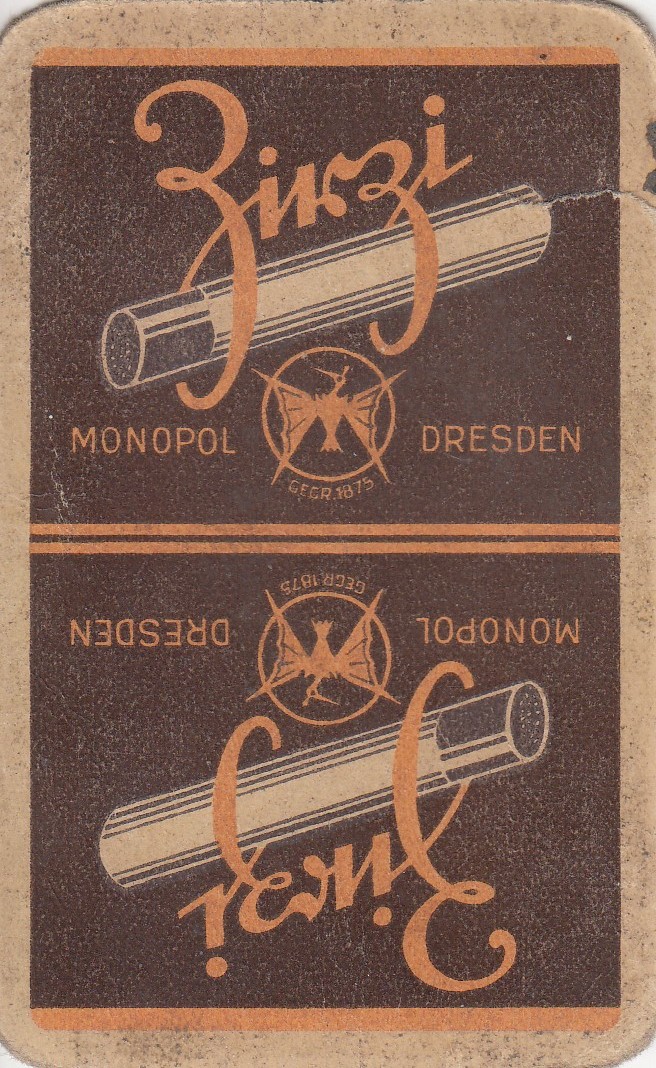 Zirzi
MONOPOL DRESDEN
GEGR. 1875
GEGR. 1875
MONOPOL DRESDEN
Zirzi